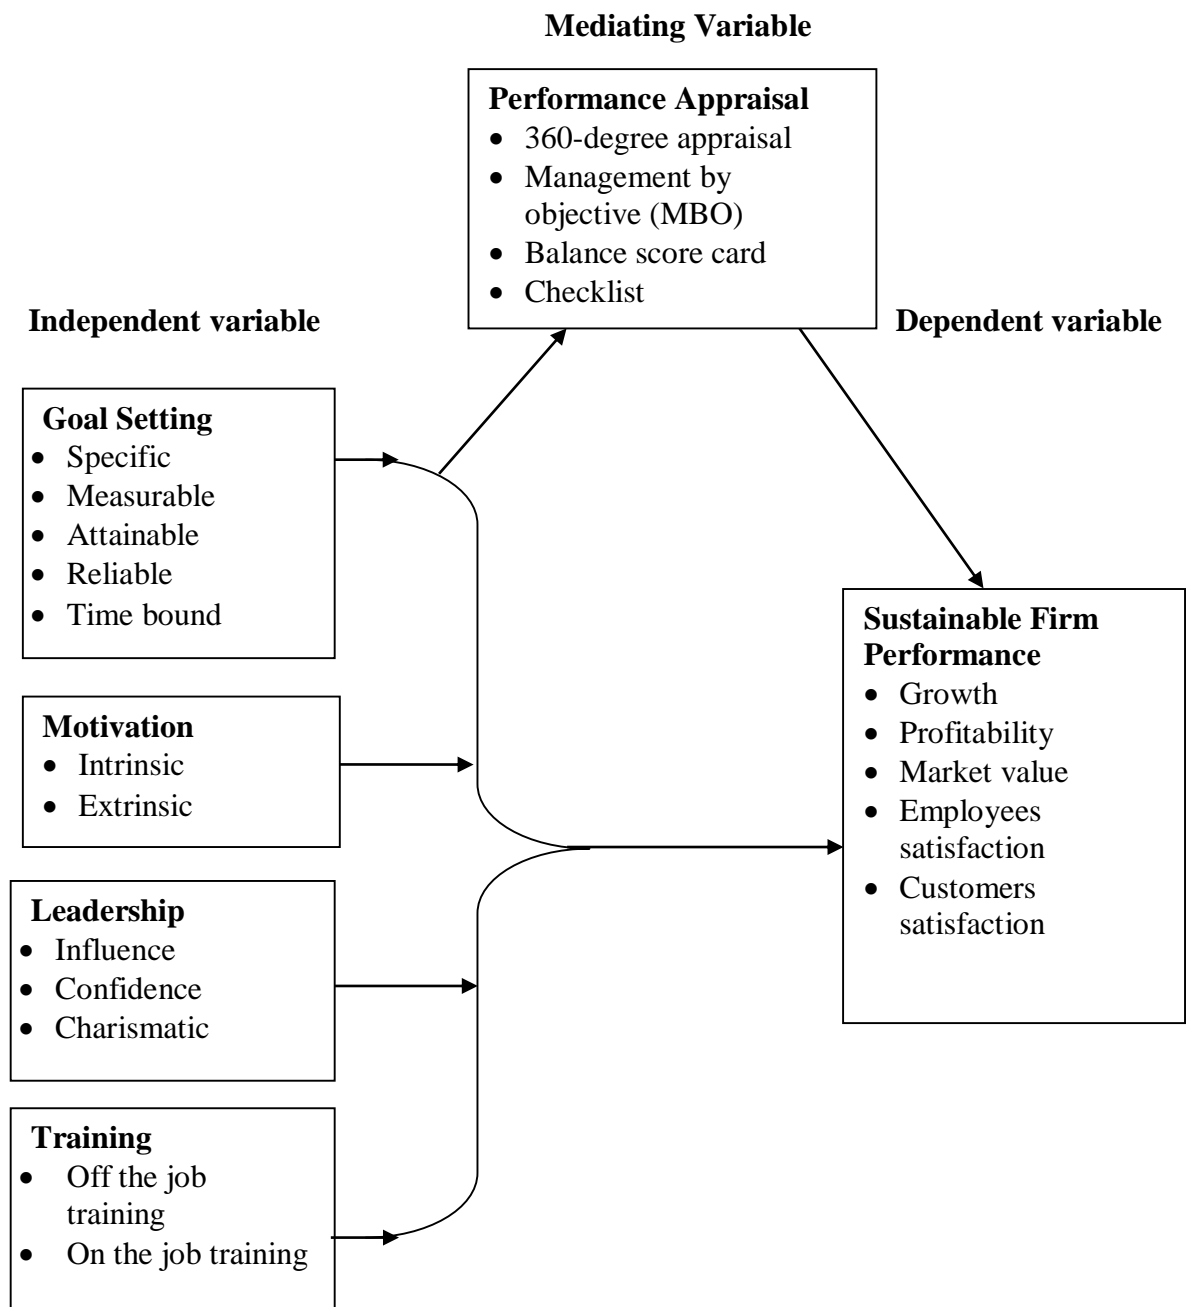 Mediating Variable
Performance Appraisal
• 360-degree appraisal
• Management by
objective (MBO)
• Balance score card
• Checklist
Independent variable
Dependent variable
Goal Setting
• Specific
• Measurable
• Attainable
• Reliable
• Time bound
Motivation
• Intrinsic
• Extrinsic
Leadership
• Influence
• Confidence
• Charismatic
Training
• Off the job
training
• On the job training
Sustainable Firm
Performance
• Growth
• Profitability
• Market value
• Employees
satisfaction
• Customers
satisfaction